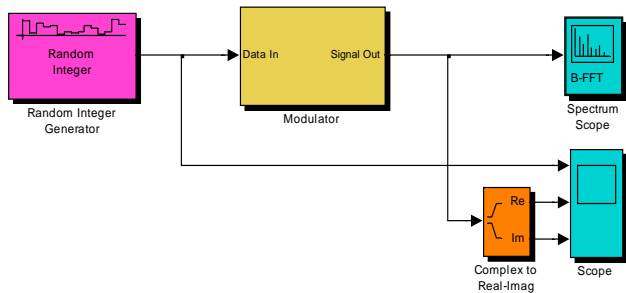 Random
Integer
Random Integer
Generator
Data In
Signal Out
Modulator
B-FFT
Spectrum
Scope
Re
Im
Complex to
Real-Imag
Scope